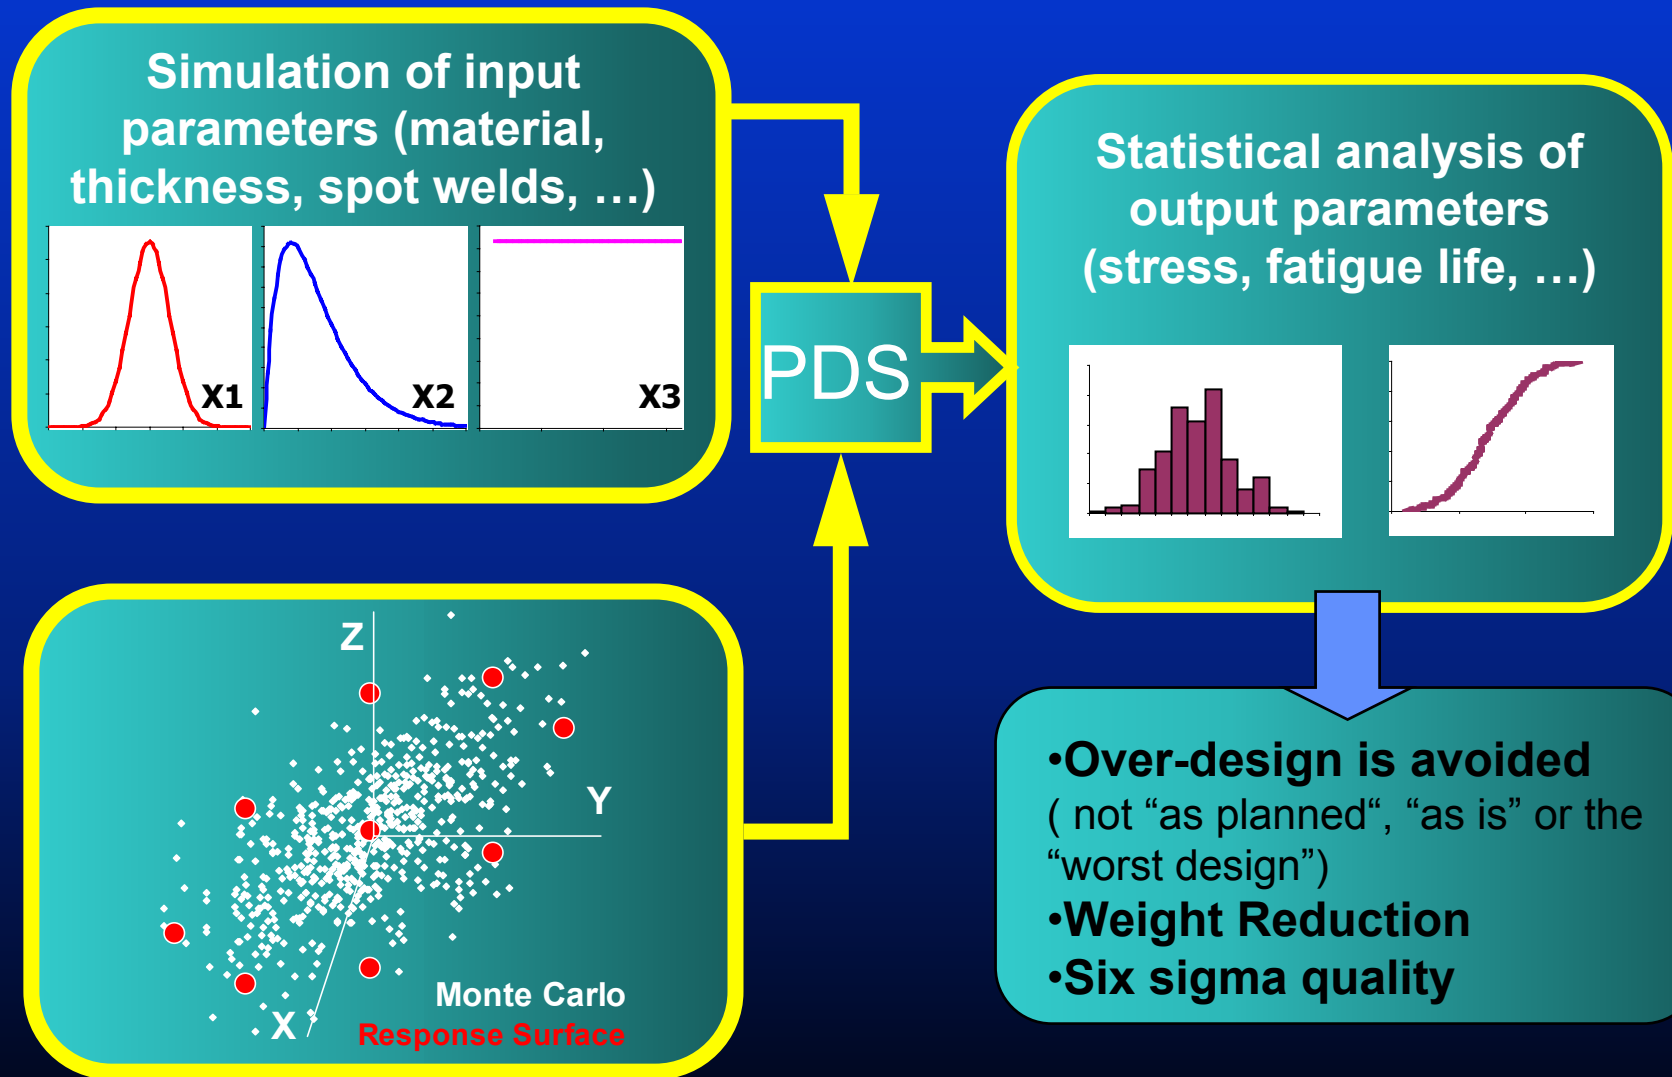 Simulation of input
parameters (material,
thickness, spot welds, …)
X1
X2
X3
PDS
Statistical analysis of
output parameters
(stress, fatigue life, …)
Z
Y
X
Monte Carlo
Response Surface
•Over-design is avoided
( not “as planned“, “as is” or the
“worst design”)
•Weight Reduction
•Six sigma quality